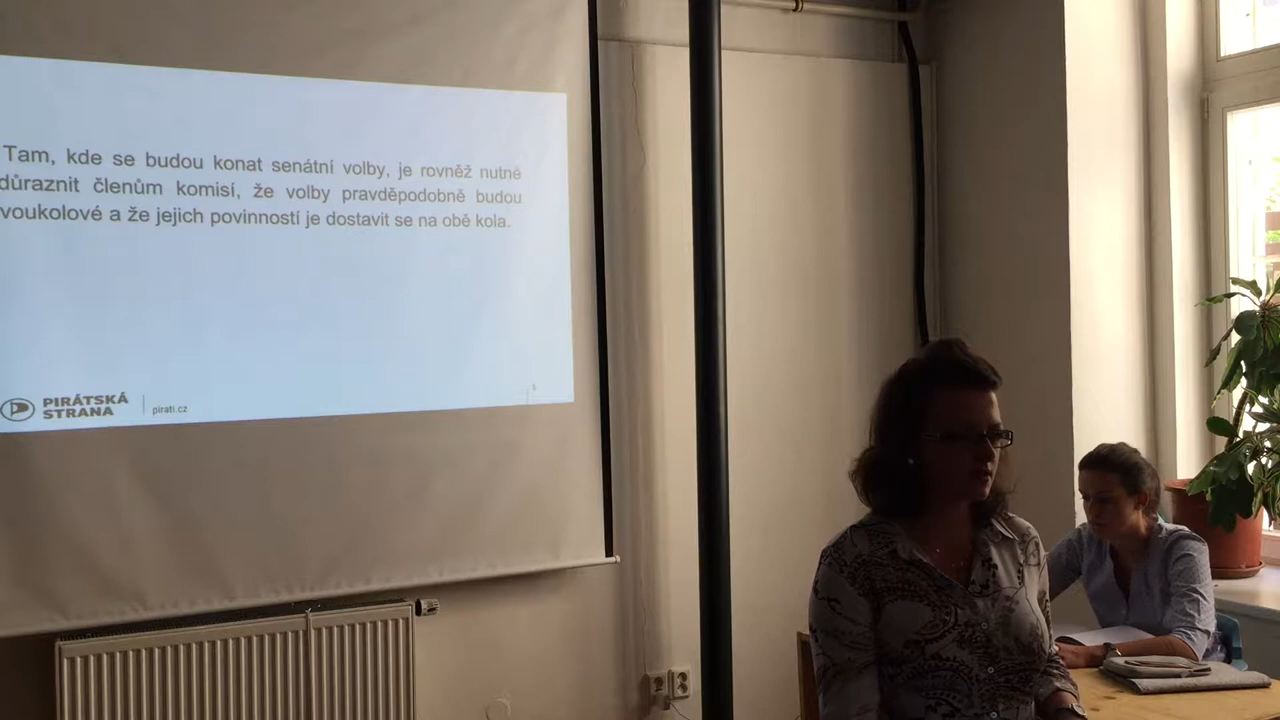 Tam, kde se budou konat senátní volby, je rovněž nutné
důraznit členům komisí, že volby pravděpodobně budou
voukolové a že jejich povinností je dostavit se na obě kola.
PIRÁTSKÁ
STRANA
pirati.cz